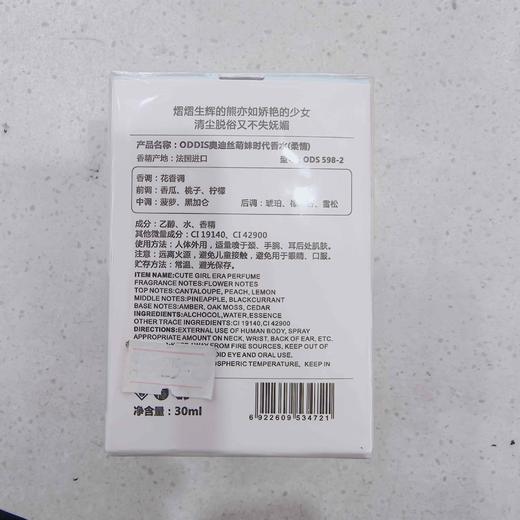 熠熠生辉的熊亦如娇艳的少女
清尘脱俗又不失妩媚
产品名称：ODDIS奥迪丝萌妹时代香水(柔情)
香精产地：法国进口 ODS 598-2
香调：花香调
前调：香瓜、桃子、柠檬
中调：菠萝、黑加仑 后调：琥珀、 雪松
成分：乙醇、水、香精
其他微量成分：CI 19140、CI 42900
使用方法：人体外用，适量喷于颈、手腕、耳后处肌肤。
注意：远离火源，避免儿童接触，避免用于眼睛、口服。
贮存方法：常温、避光保存。
ITEM NAME:CUTE GIRL ERA PERFUME
FRAGRANCE NOTES:FLOWER NOTES
TOP NOTES:CANTALOUPE, PEACH, LEMON
MIDDLE NOTES:PINEAPPLE, BLACKCURRANT
BASE NOTES:AMBER, OAK MOSS, CEDAR
INGREDIENTS:ALCHOCOL,WATER,ESSENCE
OTHER TRACE INGREDIENTS:CI 19140,CI 42900
DIRECTIONS:EXTERNAL USE OF HUMAN BODY, SPRAY
APPROPRIATE AMOUNT ON NECK, WRIST, BACK OF EAR, ETC.
AWAY FROM FIRE SOURCES, KEEP OUT OF
EYE AND ORAL USE.
TEMPERATURE, KEEP IN
净含量：30ml
6 922609 534721